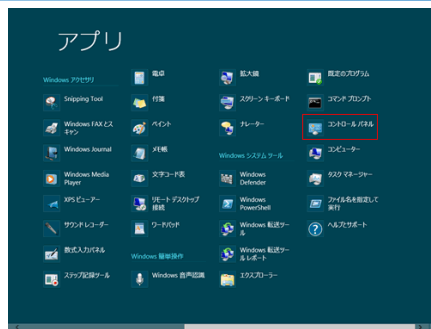 アプリ
Windows アクセサリ
Snipping Tool
Windows FAX とス
キャン
Windows Journal
Windows Media
Player
XPS ビューアー
サウンド レコーダー
数式入力パネル
ステップ記録ツール
電卓
付箋
ペイント
メモ帳
文字コード表
リモート デスクトップ
接続
ワードパッド
Windows 簡単操作
Windows 音声認識
拡大鏡
スクリーン キーボード
ナレーター
Windows システム ツール
Windows
Defender
Windows
PowerShell
Windows 転送ツー
ル
Windows 転送ツー
ル レポート
エクスプローラー
既定のプログラム
コマンド プロンプト
コントロール パネル
コンピューター
タスク マネージャー
ファイル名を指定して
実行
ヘルプとサポート